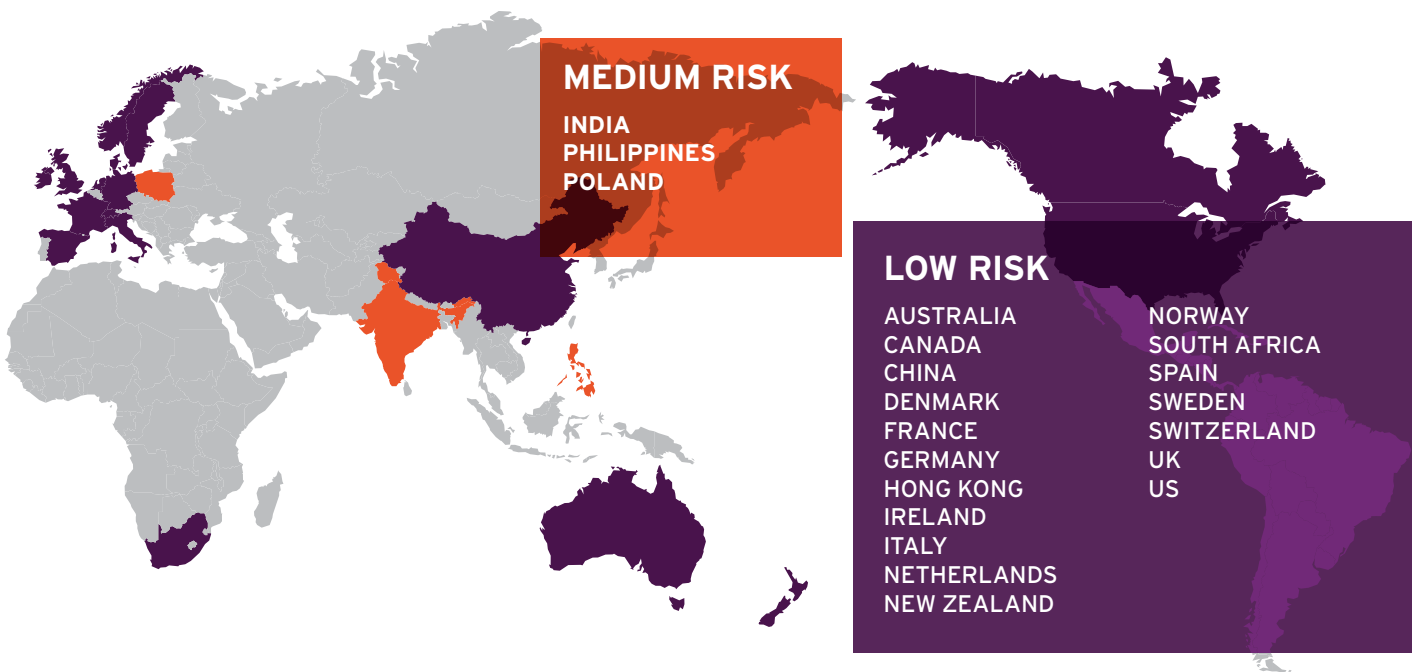 MEDIUM RISK
INDIA
PHILIPPINES
POLAND
LOW RISK
AUSTRALIA
CANADA
CHINA
DENMARK
FRANCE
GERMANY
HONG KONG
IRELAND
ITALY
NETHERLANDS
NEW ZEALAND
NORWAY
SOUTH AFRICA
SPAIN
SWEDEN
SWITZERLAND
UK
US